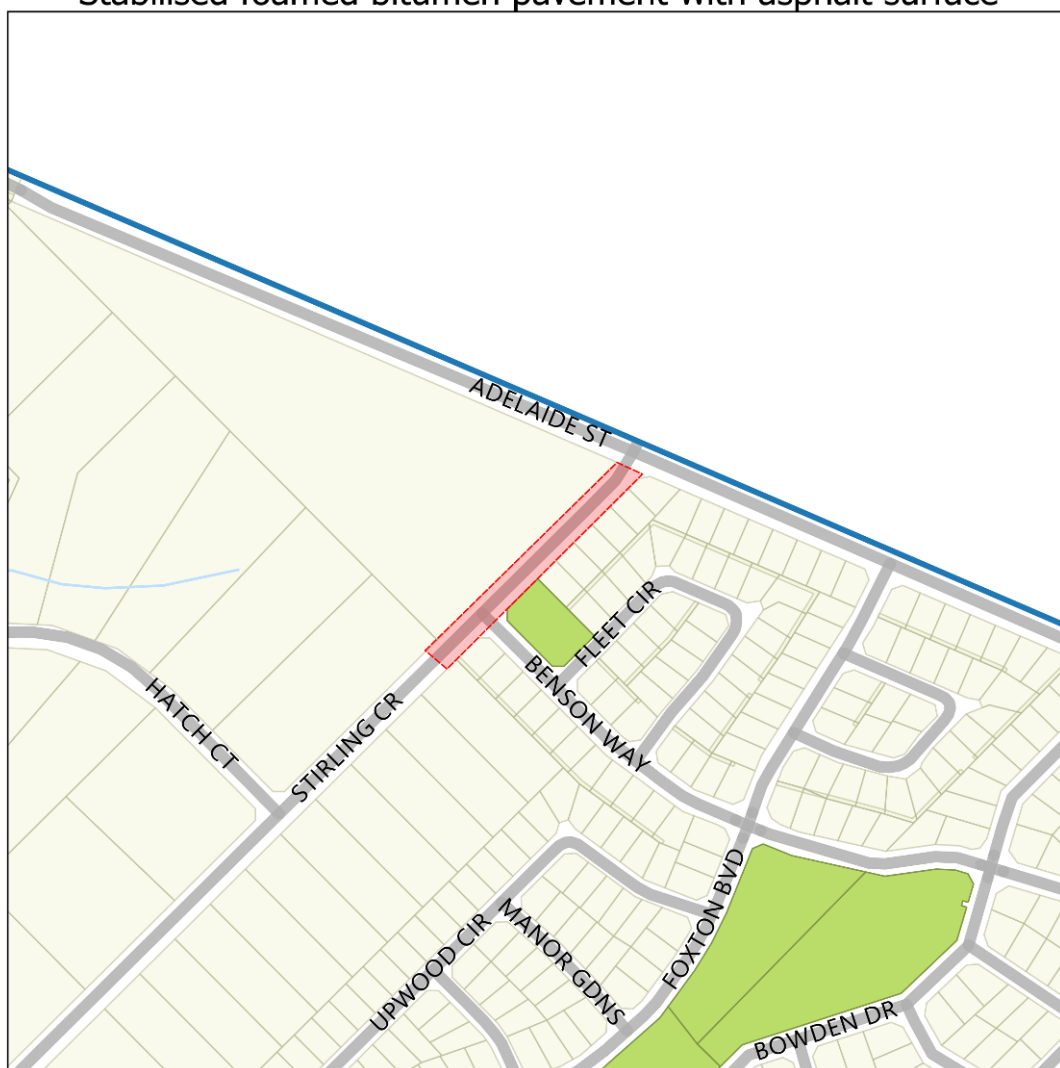 Stabilised foamed bitumen pavement with asphalt surface
ADELAIDE ST
FLEET CIR
BENSON WAY
HATCH CT
STIRLING CR
FOXTON BVD
MANOR GDNS
UPWOOD CIR
BOWDEN DR